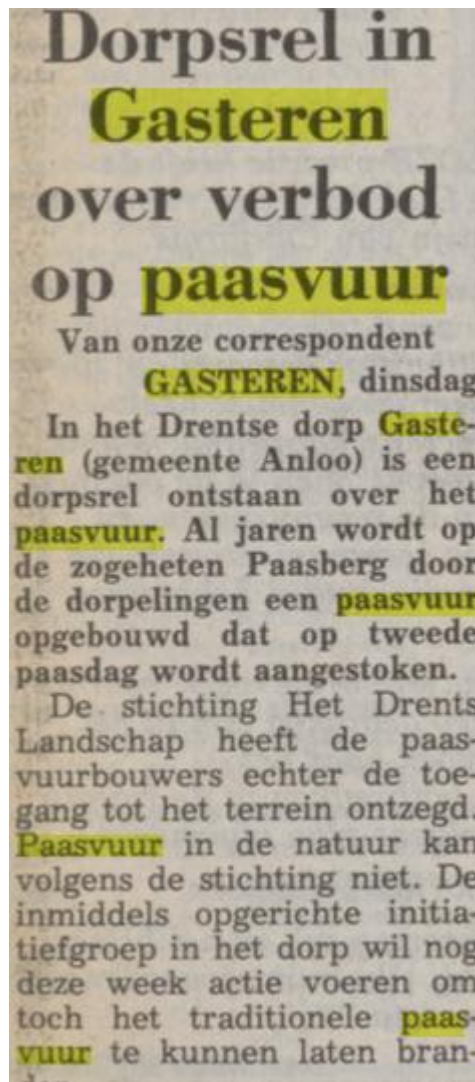 Dorpsrel in
Gasteren
over verbod
op paasvuur
Van onze correspondent
GASTEREN, dinsdag
In het Drentse dorp Gaste-
ren (gemeente Anloo) is een
dorpsrel ontstaan over het
paasvuur. Al jaren wordt op
de zogeheten Paasberg door
de dorpelingen een paasvuur
opgebouwd dat op tweede
paasdag wordt aangestoken.
De stichting Het Drents
Landschap heeft de paas-
vuurbouwers echter de toe-
gang tot het terrein ontzegd.
Paasvuur in de natuur kan
volgens de stichting niet. De
inmiddels opgerichte initia-
tiefgroep in het dorp wil nog
deze week actie voeren om
toch het traditionele paas-
vuur te kunnen laten bran-